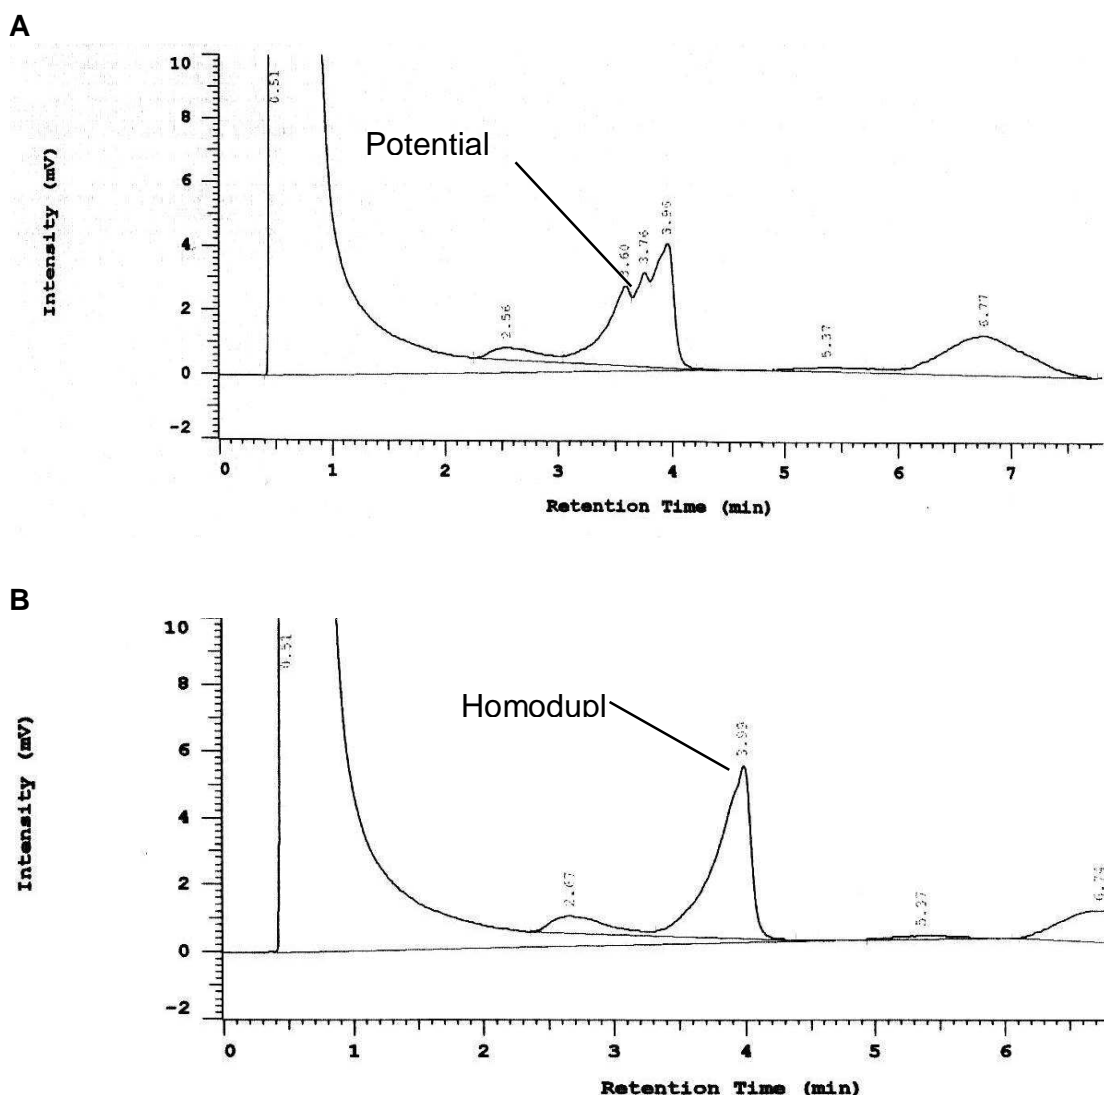 A
10
8
6
4
2
0
-2
Intensity (mV)
0.51
2.56
3.60
3.76
3.96
5.37
6.77
Potential
0 1 2 3 4 5 6 7
Retention Time (min)
B
10
8
6
4
2
0
-2
Intensity (mV)
0.51
2.67
3.99
5.37
6.74
Homodupl
0 1 2 3 4 5 6
Retention Time (min)